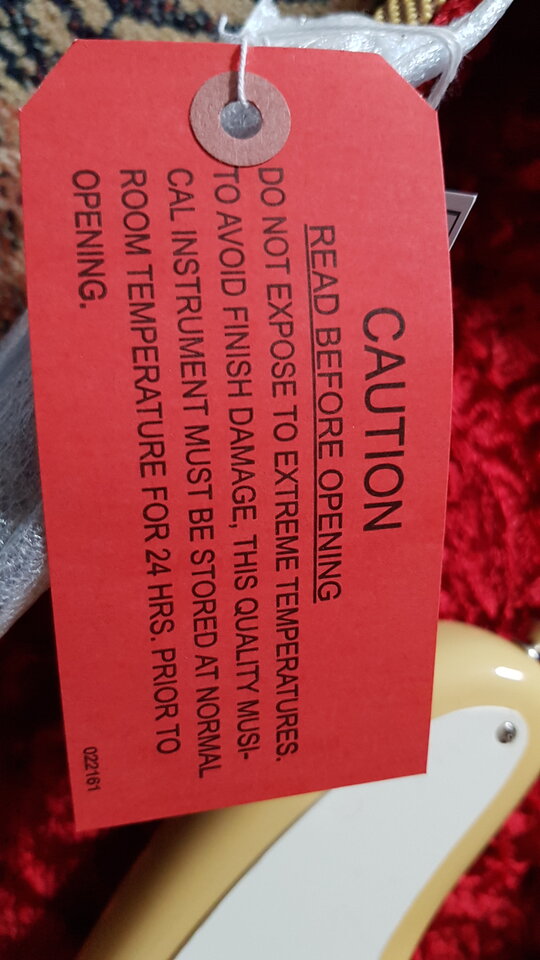 CAUTION
READ BEFORE OPENING
DO NOT EXPOSE TO EXTREME TEMPERATURES.
TO AVOID FINISH DAMAGE, THIS QUALITY MUSI-
CAL INSTRUMENT MUST BE STORED AT NORMAL
ROOM TEMPERATURE FOR 24 HRS. PRIOR TO
OPENING.
022161